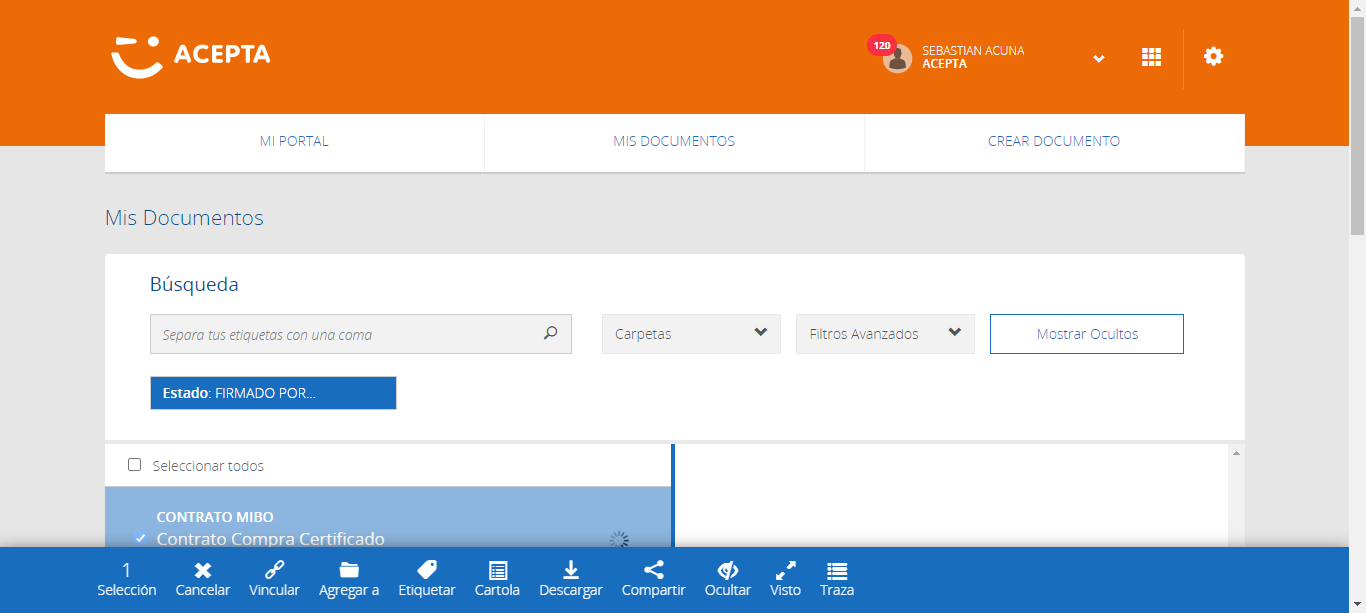 ACEPTA
120
SEBASTIAN ACUNA
ACEPTA
MI PORTAL
MIS DOCUMENTOS
CREAR DOCUMENTO
Mis Documentos
Búsqueda
Separa tus etiquetas con una coma
Carpetas
Filtros Avanzados
Mostrar Ocultos
Estado: FIRMADO POR...
Seleccionar todos
CONTRATO MIBO
Contrato Compra Certificado
1
Selección
Cancelar
Vincular
Agregar a
Etiquetar
Cartola
Descargar
Compartir
Ocultar
Visto
Traza